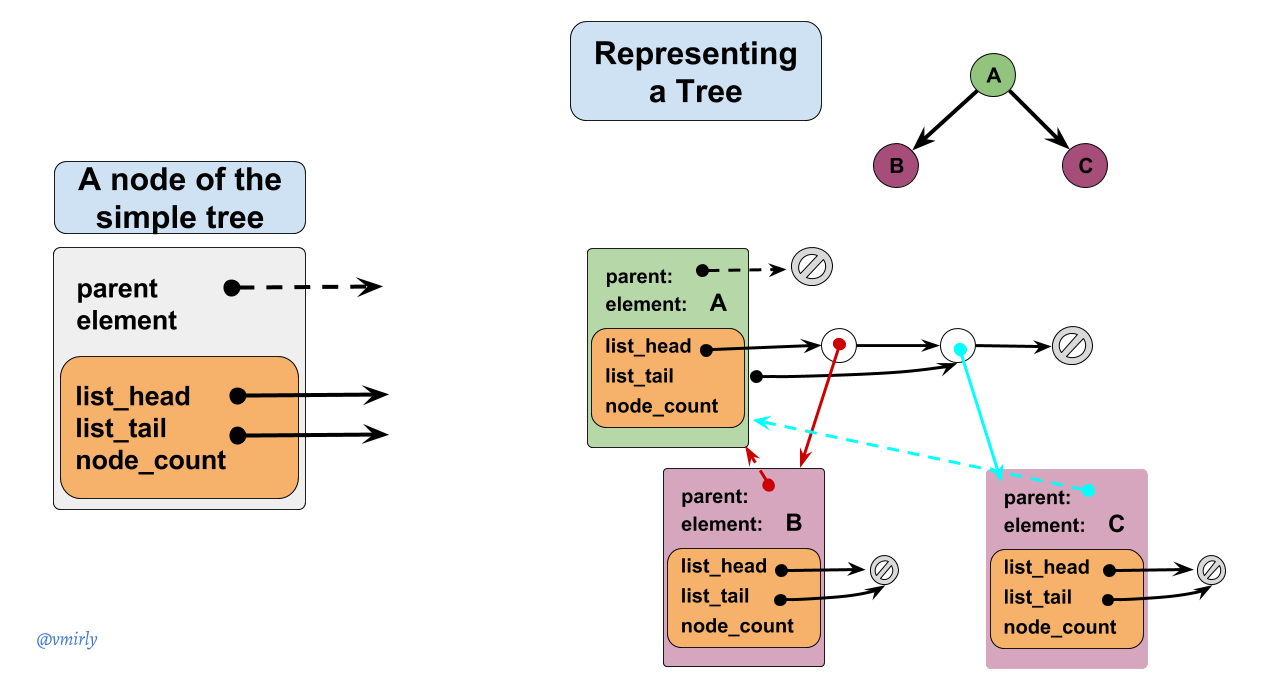 Representing
a Tree
A
B
C
A node of the
simple tree
parent
element
list_head
list_tail
node_count
parent:
element: A
list_head
list_tail
node_count
parent:
element: B
list_head
list_tail
node_count
parent:
element: C
list_head
list_tail
node_count
@vmirly